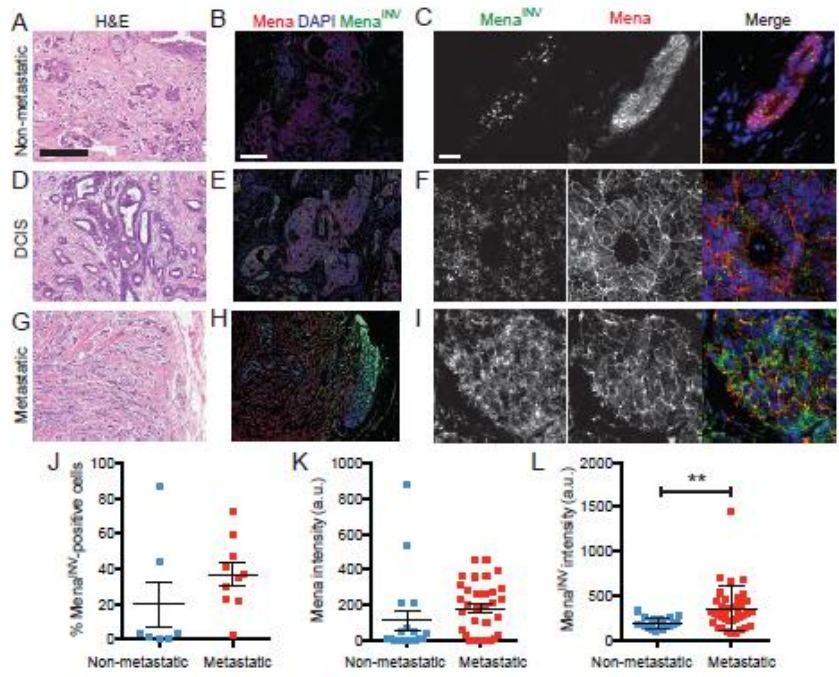 A H&E B Mena DAPI Mena^INV C Mena^INV Mena Merge
Non-metastatic
D E F
DCIS
G H I
Metastatic
J K L
% Mena^INV-positive cells
100
80
60
40
20
0
Non-metastatic Metastatic
Mena intensity (a.u.)
1000
800
600
400
200
0
Non-metastatic Metastatic
Mena^INV intensity (a.u.)
2000
1500
1000
500
0
**
Non-metastatic Metastatic